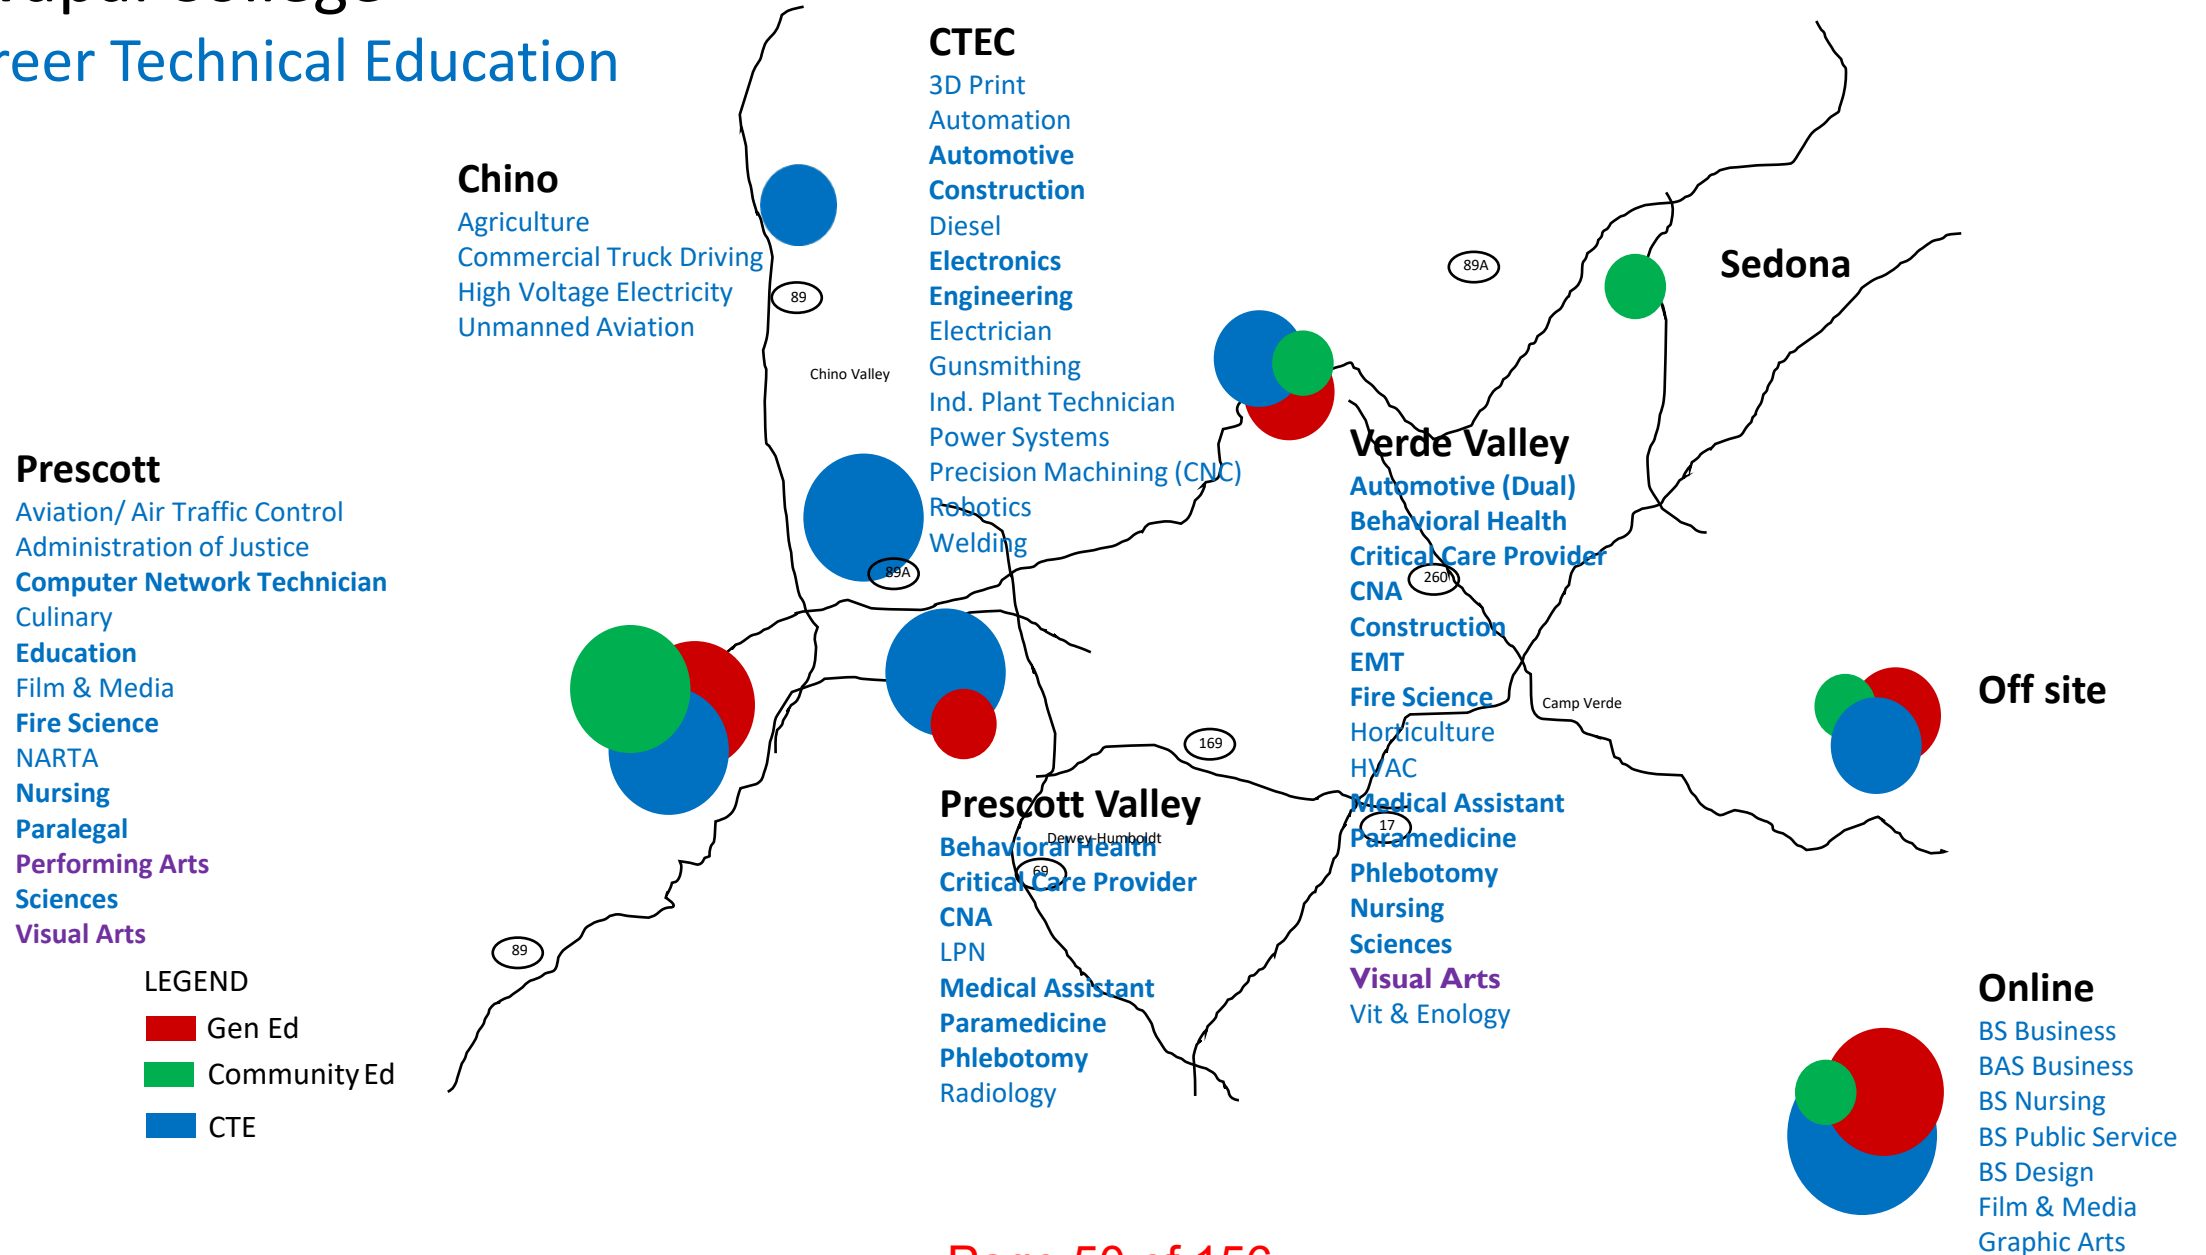 reer Technical Education
CTEC
3D Print
Automation
Automotive
Construction
Diesel
Electronics
Engineering
Electrician
Gunsmithing
Ind. Plant Technician
Power Systems
Precision Machining (CNC)
Robotics
Welding
Chino
Agriculture
Commercial Truck Driving
High Voltage Electricity
Unmanned Aviation
89
Chino Valley
89A
Sedona
Prescott
Aviation/ Air Traffic Control
Administration of Justice
Computer Network Technician
Culinary
Education
Film & Media
Fire Science
NARTA
Nursing
Paralegal
Performing Arts
Sciences
Visual Arts
89A
Verde Valley
Automotive (Dual)
Behavioral Health
Critical Care Provider
CNA
Construction
EMT
Fire Science
Horticulture
HVAC
Medical Assistant
Paramedicine
Phlebotomy
Nursing
Sciences
Visual Arts
Vit & Enology
260
Camp Verde
Off site
169
17
Prescott Valley
Dewey-Humboldt
Behavioral Health
69
Critical Care Provider
CNA
LPN
Medical Assistant
Paramedicine
Phlebotomy
Radiology
89
LEGEND
Gen Ed
Community Ed
CTE
Online
BS Business
BAS Business
BS Nursing
BS Public Service
BS Design
Film & Media
Graphic Arts
Page 50 of 156